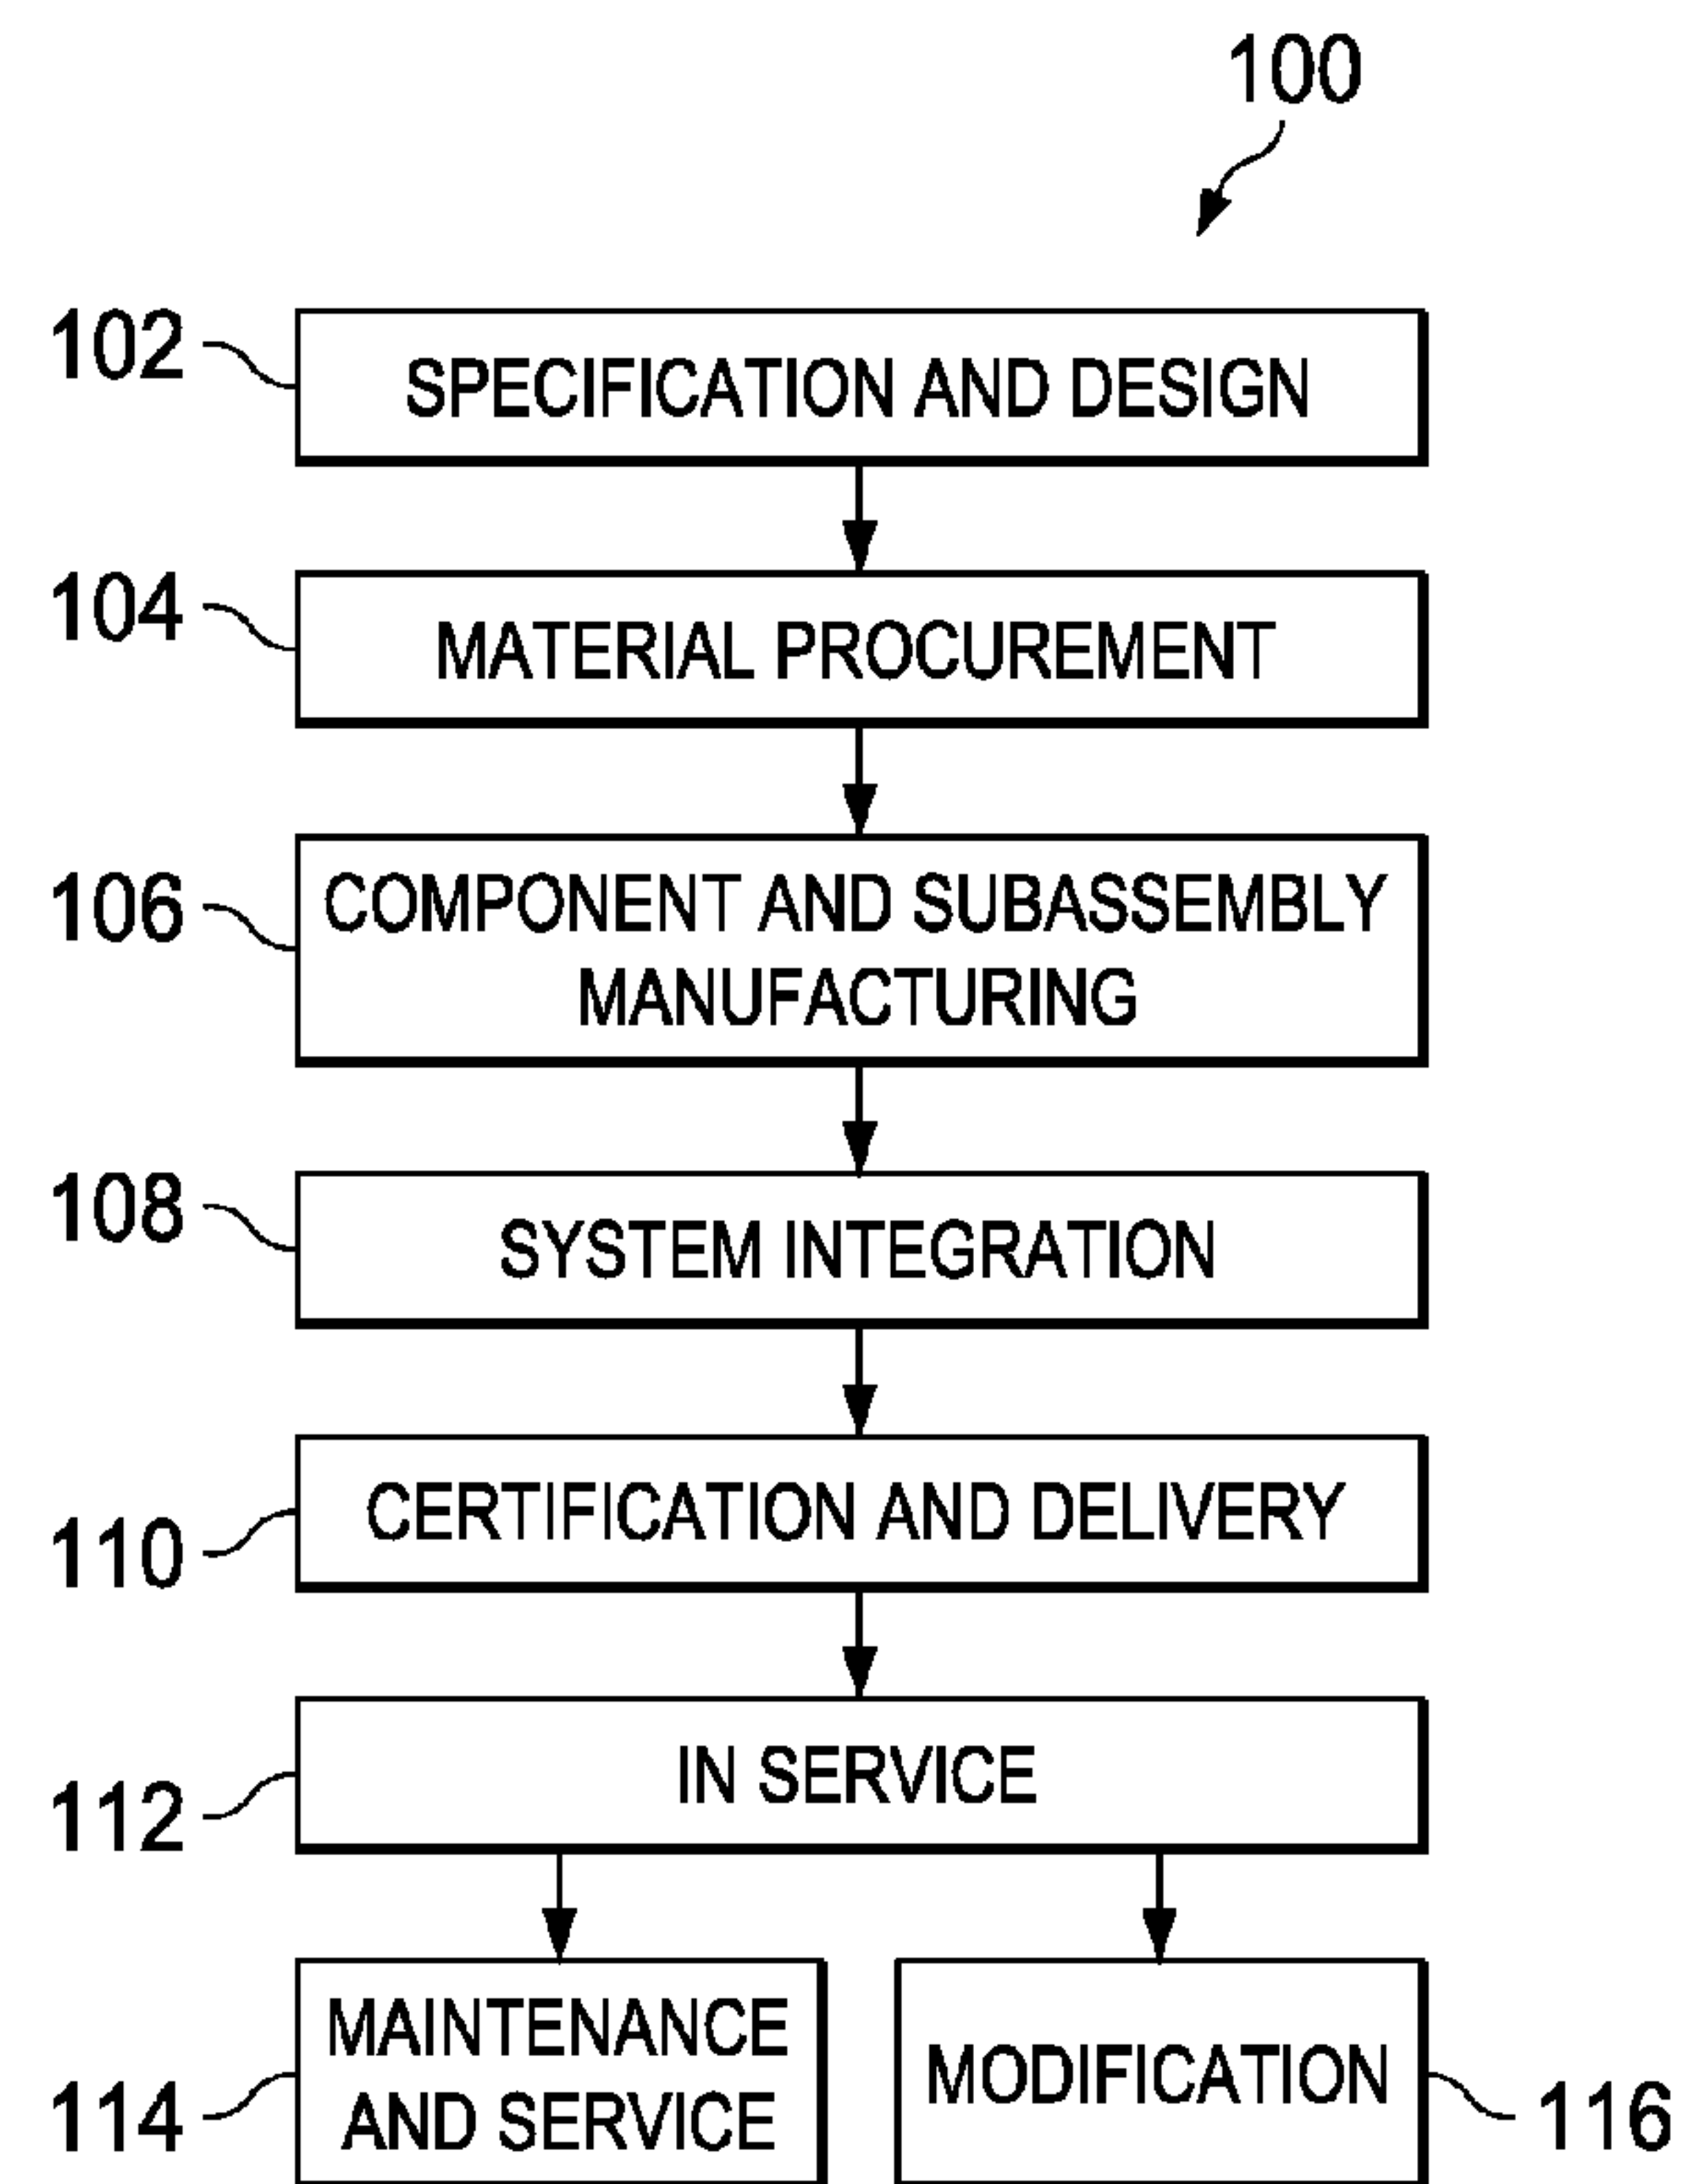 100
102
SPECIFICATION AND DESIGN
104
MATERIAL PROCUREMENT
106
COMPONENT AND SUBASSEMBLY
MANUFACTURING
108
SYSTEM INTEGRATION
110
CERTIFICATION AND DELIVERY
112
IN SERVICE
114
MAINTENANCE
AND SERVICE
MODIFICATION
116